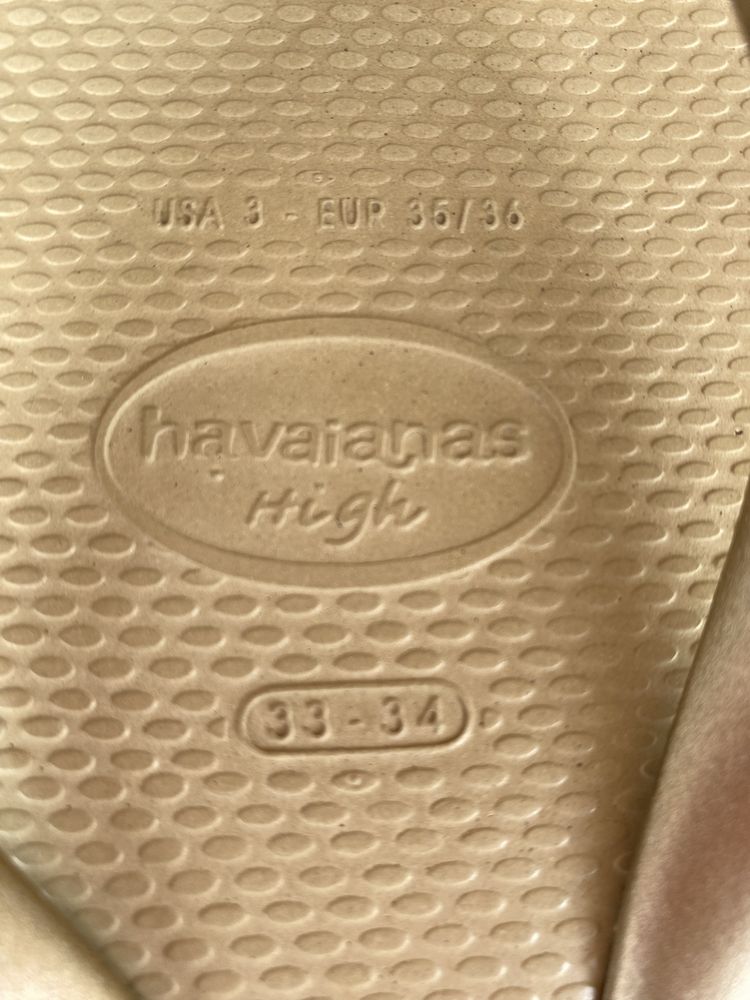 USA 3 - EUR 35/36
havaianas
High
33 - 34